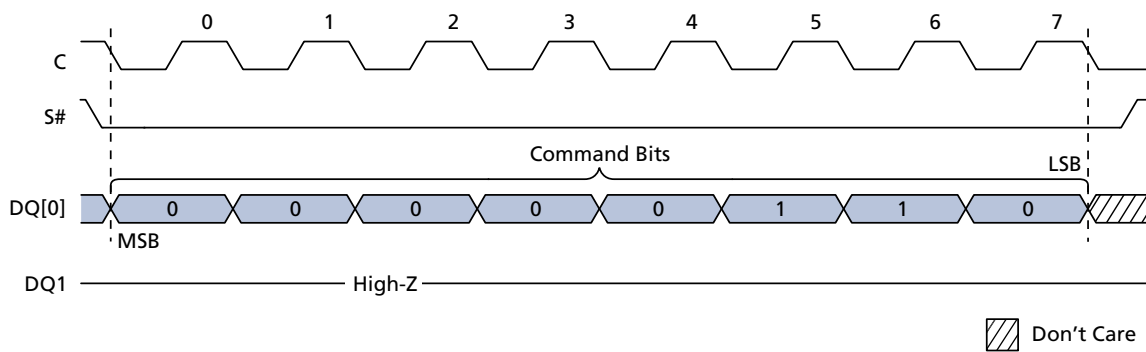 0 1 2 3 4 5 6 7
C
S#
Command Bits
LSB
DQ[0] 0 0 0 0 0 1 1 0
MSB
DQ1 High-Z
Don't Care